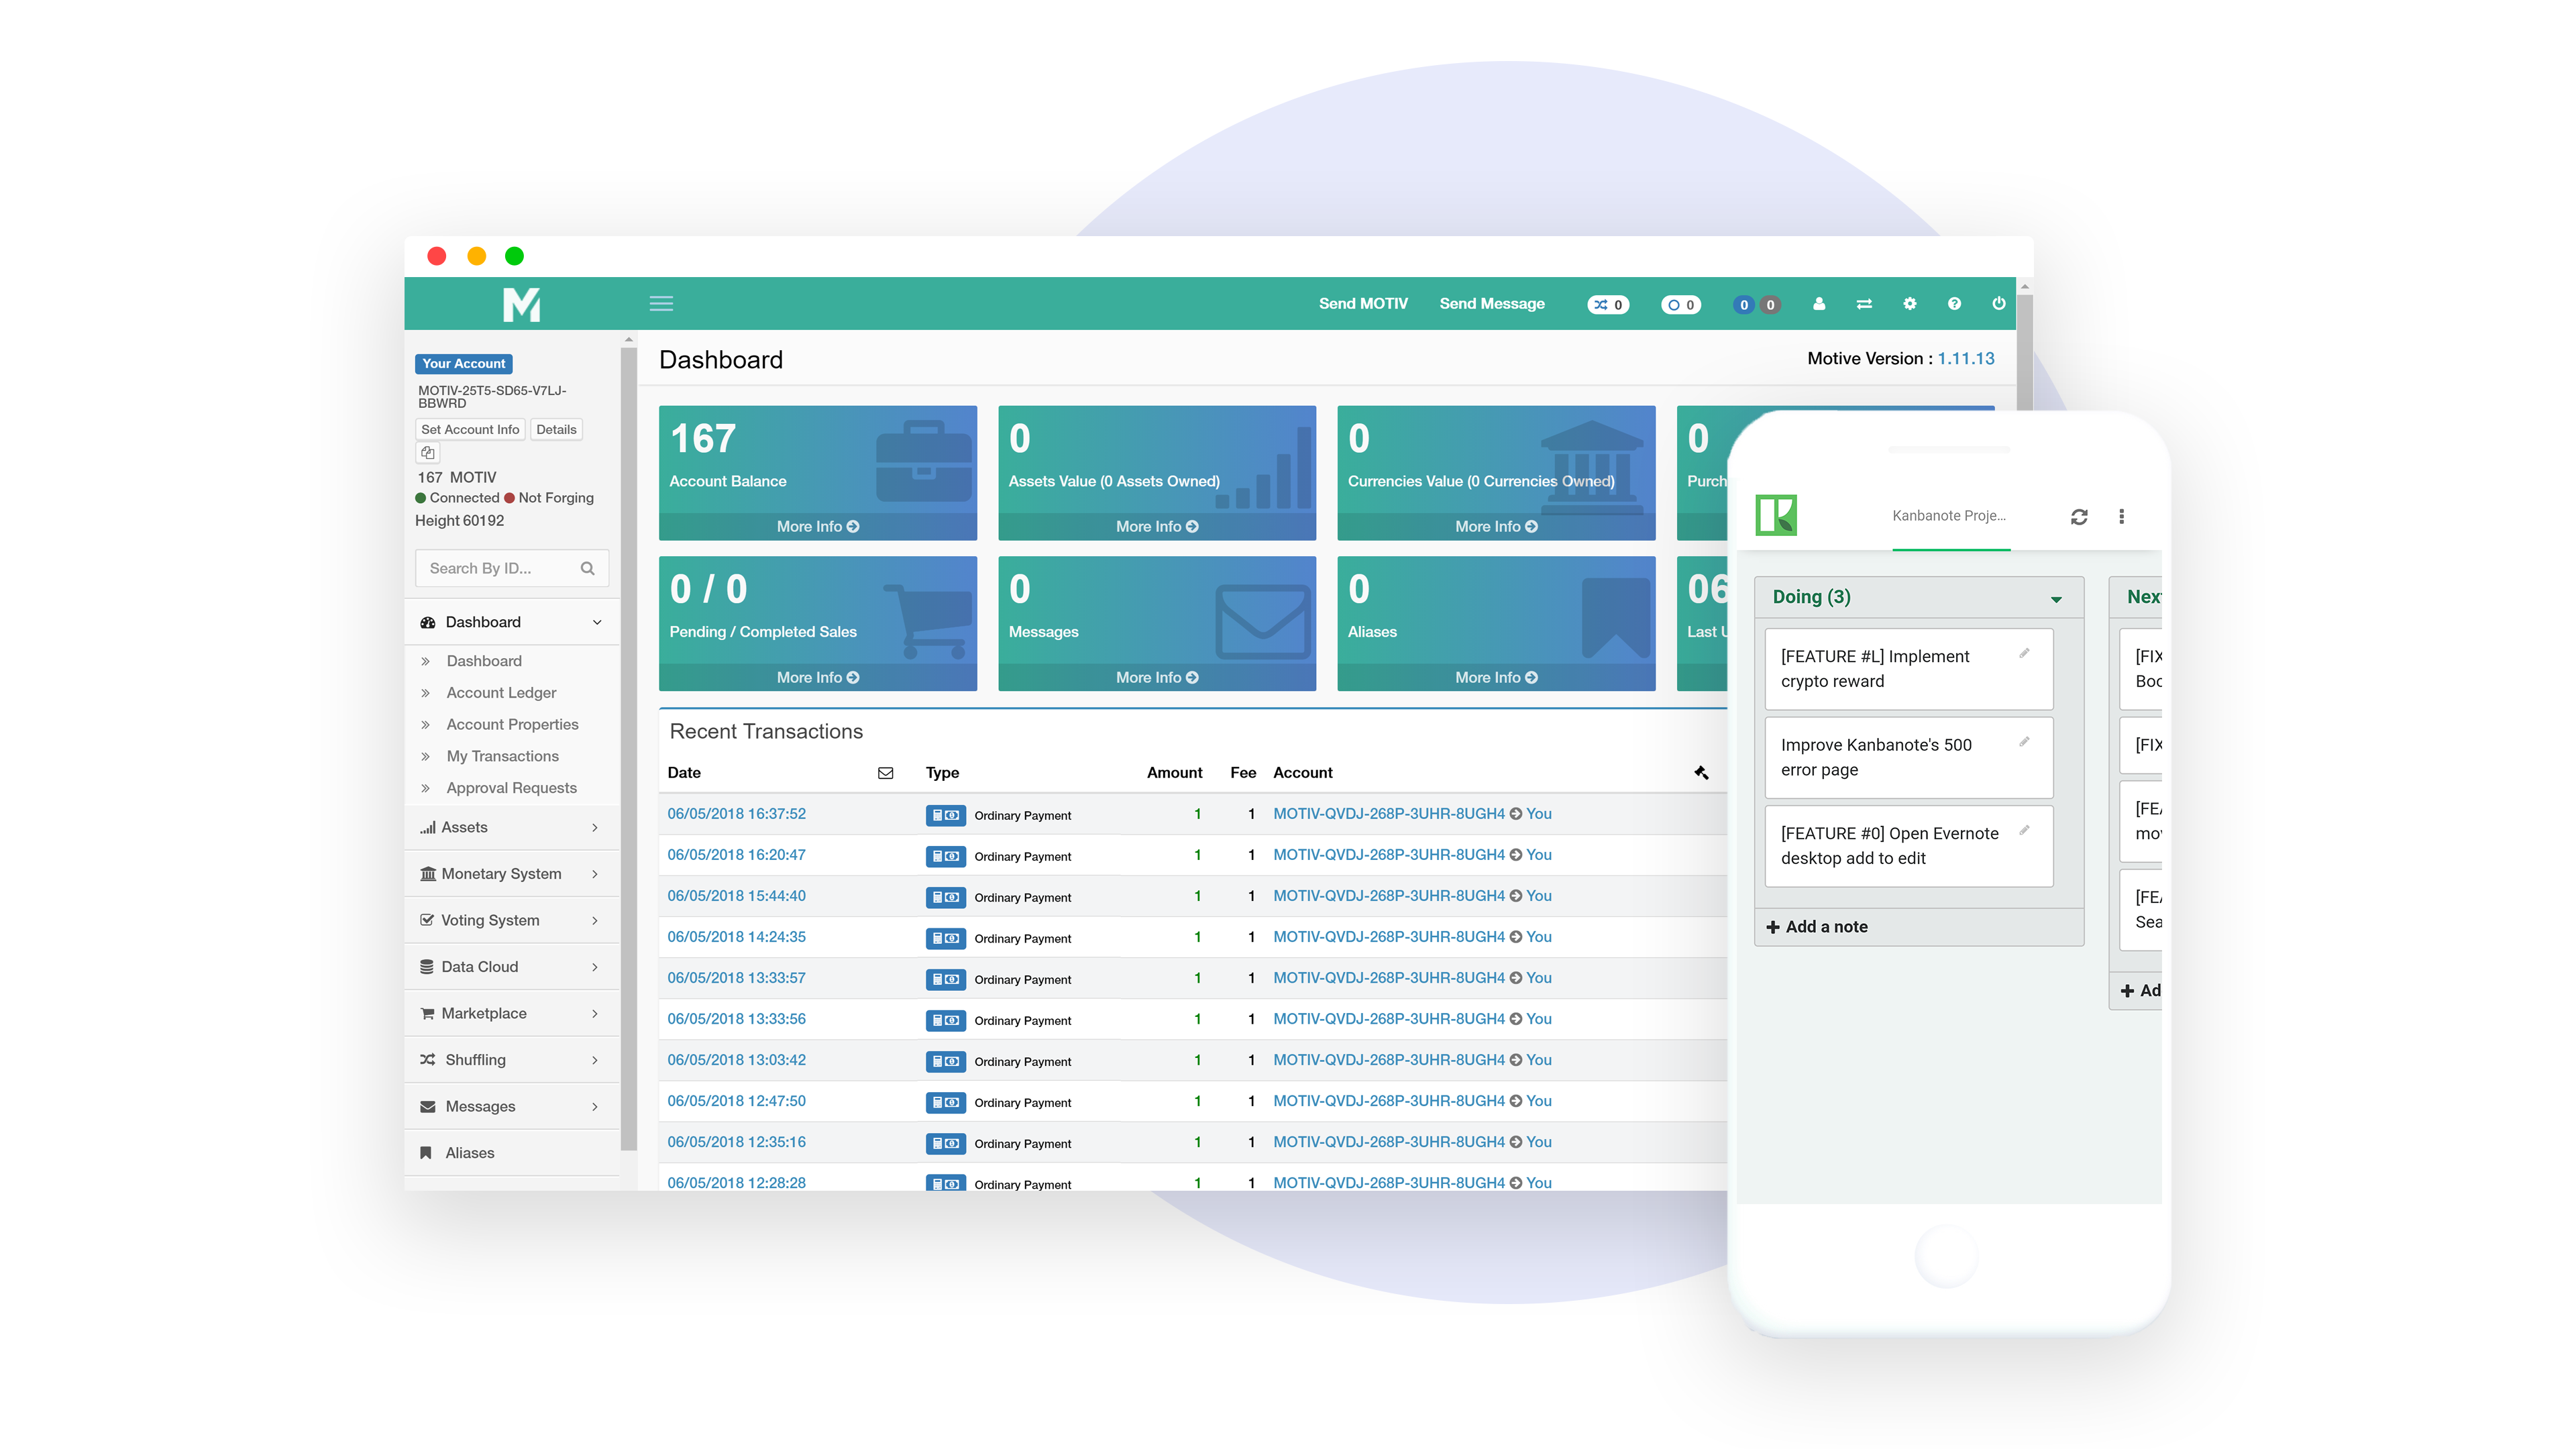 Send MOTIV Send Message 0 0 0 0
Your Account
MOTIV-25T5-SD65-V7LJ-
BBWRD
Set Account Info Details
167 MOTIV
Connected Not Forging
Height 60192
Search By ID...
Dashboard
Dashboard
Account Ledger
Account Properties
My Transactions
Approval Requests
Assets
Monetary System
Voting System
Data Cloud
Marketplace
Shuffling
Messages
Aliases
Dashboard
Motive Version : 1.11.13
167
Account Balance
More Info
0
Assets Value (0 Assets Owned)
More Info
0
Currencies Value (0 Currencies Owned)
More Info
0
Purch
0 / 0
Pending / Completed Sales
More Info
0
Messages
More Info
0
Aliases
More Info
06
Last U
Recent Transactions
Date Type Amount Fee Account
06/05/2018 16:37:52 Ordinary Payment 1 1 MOTIV-QVDJ-268P-3UHR-8UGH4 You
06/05/2018 16:20:47 Ordinary Payment 1 1 MOTIV-QVDJ-268P-3UHR-8UGH4 You
06/05/2018 15:44:40 Ordinary Payment 1 1 MOTIV-QVDJ-268P-3UHR-8UGH4 You
06/05/2018 14:24:35 Ordinary Payment 1 1 MOTIV-QVDJ-268P-3UHR-8UGH4 You
06/05/2018 13:33:57 Ordinary Payment 1 1 MOTIV-QVDJ-268P-3UHR-8UGH4 You
06/05/2018 13:33:56 Ordinary Payment 1 1 MOTIV-QVDJ-268P-3UHR-8UGH4 You
06/05/2018 13:03:42 Ordinary Payment 1 1 MOTIV-QVDJ-268P-3UHR-8UGH4 You
06/05/2018 12:47:50 Ordinary Payment 1 1 MOTIV-QVDJ-268P-3UHR-8UGH4 You
06/05/2018 12:35:16 Ordinary Payment 1 1 MOTIV-QVDJ-268P-3UHR-8UGH4 You
06/05/2018 12:28:28 Ordinary Payment 1 1 MOTIV-QVDJ-268P-3UHR-8UGH4 You
Kanbanote Proje...
Doing (3)
[FEATURE #L] Implement
crypto reward
Improve Kanbanote's 500
error page
[FEATURE #0] Open Evernote
desktop add to edit
Add a note
Nex
[FIX
Boo
[FIX
[FEA
mov
[FEA
Sea
Ad